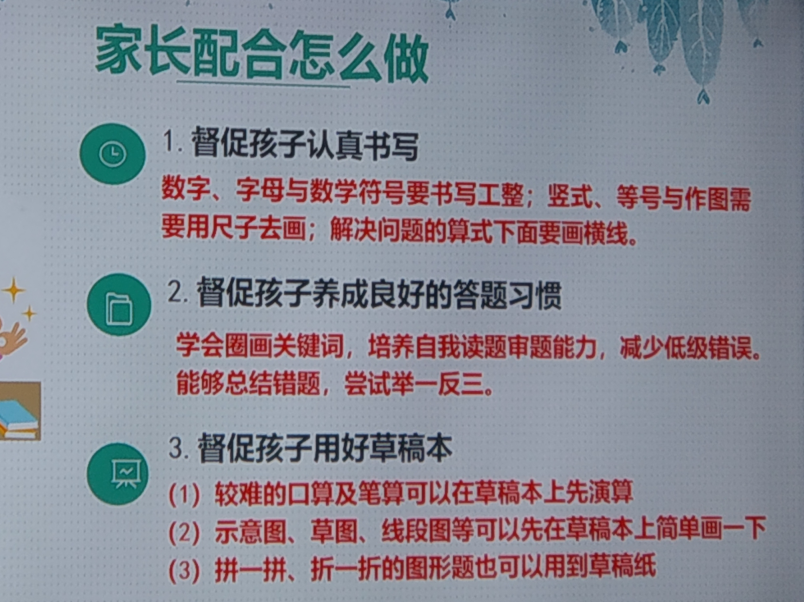 家长配合怎么做
1.督促孩子认真书写
数字、字母与数学符号要书写工整；竖式、等号与作图需
要用尺子去画；解决问题的算式下面要画横线。
2.督促孩子养成良好的答题习惯
学会圈画关键词，培养自我读题审题能力，减少低级错误。
能够总结错题，尝试举一反三。
3.督促孩子用好草稿本
（1）较难的口算及笔算可以在草稿本上先演算
（2）示意图、草图、线段图等可以先在草稿本上简单画一下
（3）拼一拼、折一折的图形题也可以用到草稿纸